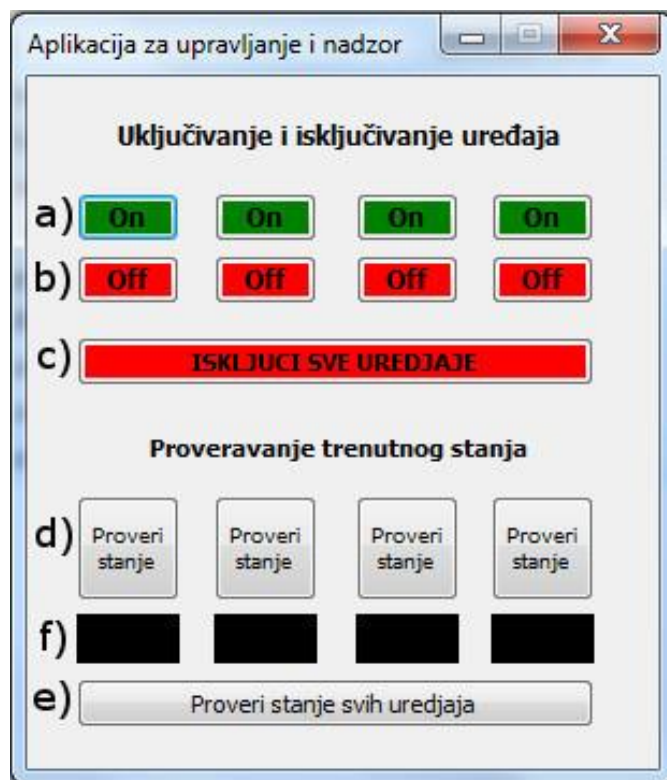 Aplikacija za upravljanje i nadzor
Uključivanje i isključivanje uređaja
a) On On On On
b) Off Off Off Off
c) ISKLJUCI SVE UREDJAJE
Proveravanje trenutnog stanja
d) Proveri stanje Proveri stanje Proveri stanje Proveri stanje
f)
e) Proveri stanje svih uredjaja